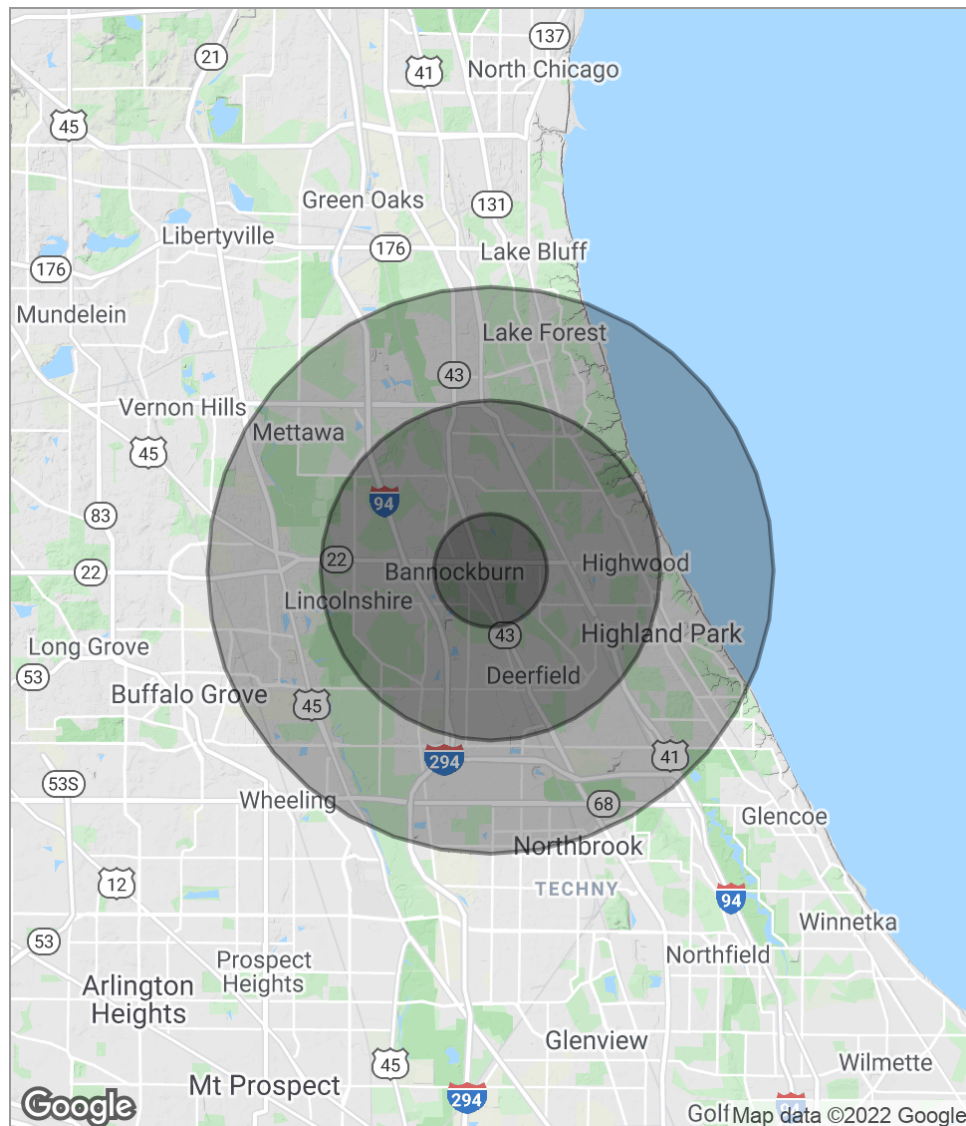 137
21
41
North Chicago
45
Green Oaks
131
Libertyville
176
Lake Bluff
176
Mundelein
Lake Forest
43
Vernon Hills
Mettawa
45
94
83
22
Highwood
22
Bannockburn
Lincolnshire
43
Highland Park
Long Grove
53
Deerfield
Buffalo Grove
45
41
294
53S
Wheeling
68
Glencoe
Northbrook
12
TECHNY
94
Winnetka
53
Northfield
Prospect
Heights
Arlington
Heights
Glenview
45
Wilmette
Mt Prospect
294
94
Google
Golf
Map data ©2022 Google